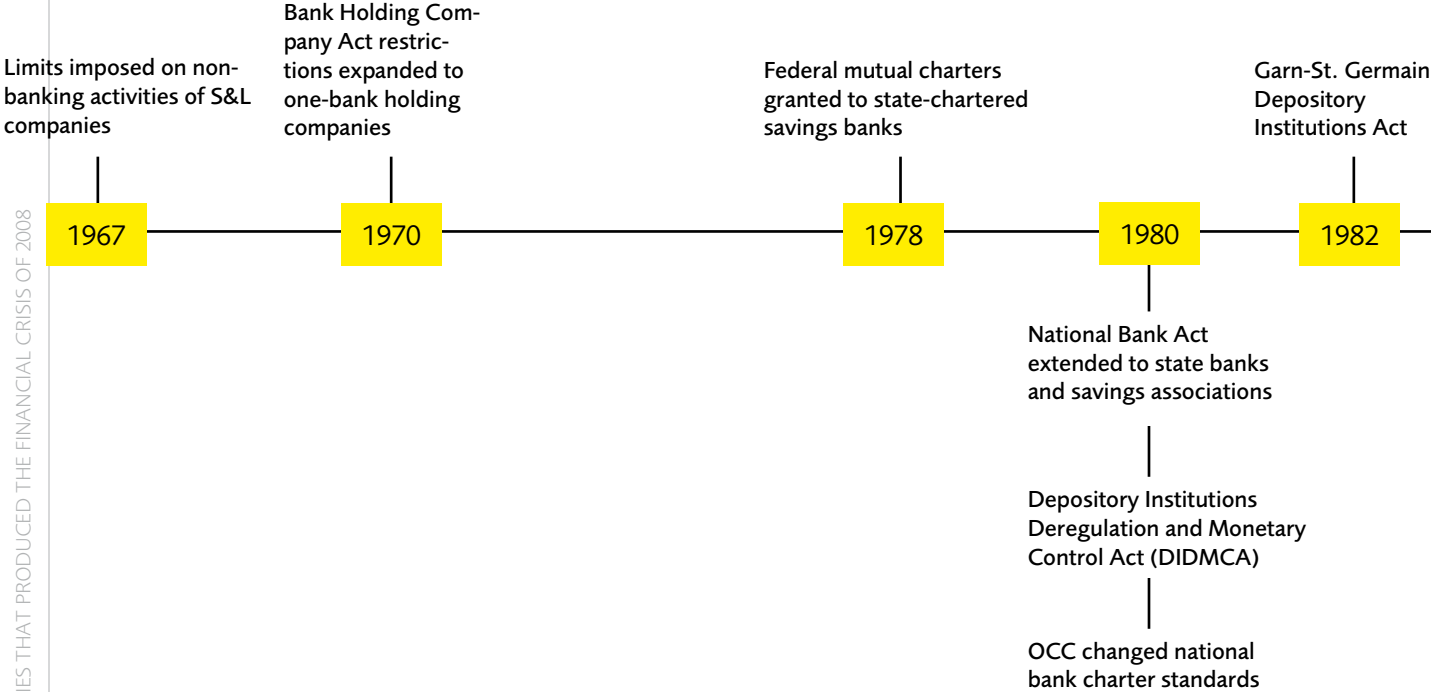 Limits imposed on non-
banking activities of S&L
companies
Bank Holding Com-
pany Act restric-
tions expanded to
one-bank holding
companies
Federal mutual charters
granted to state-chartered
savings banks
Garn-St. Germain
Depository
Institutions Act
1967
1970
1978
1980
1982
National Bank Act
extended to state banks
and savings associations
Depository Institutions
Deregulation and Monetary
Control Act (DIDMCA)
OCC changed national
bank charter standards
THAT PRODUCED THE FINANCIAL CRISIS OF 2008